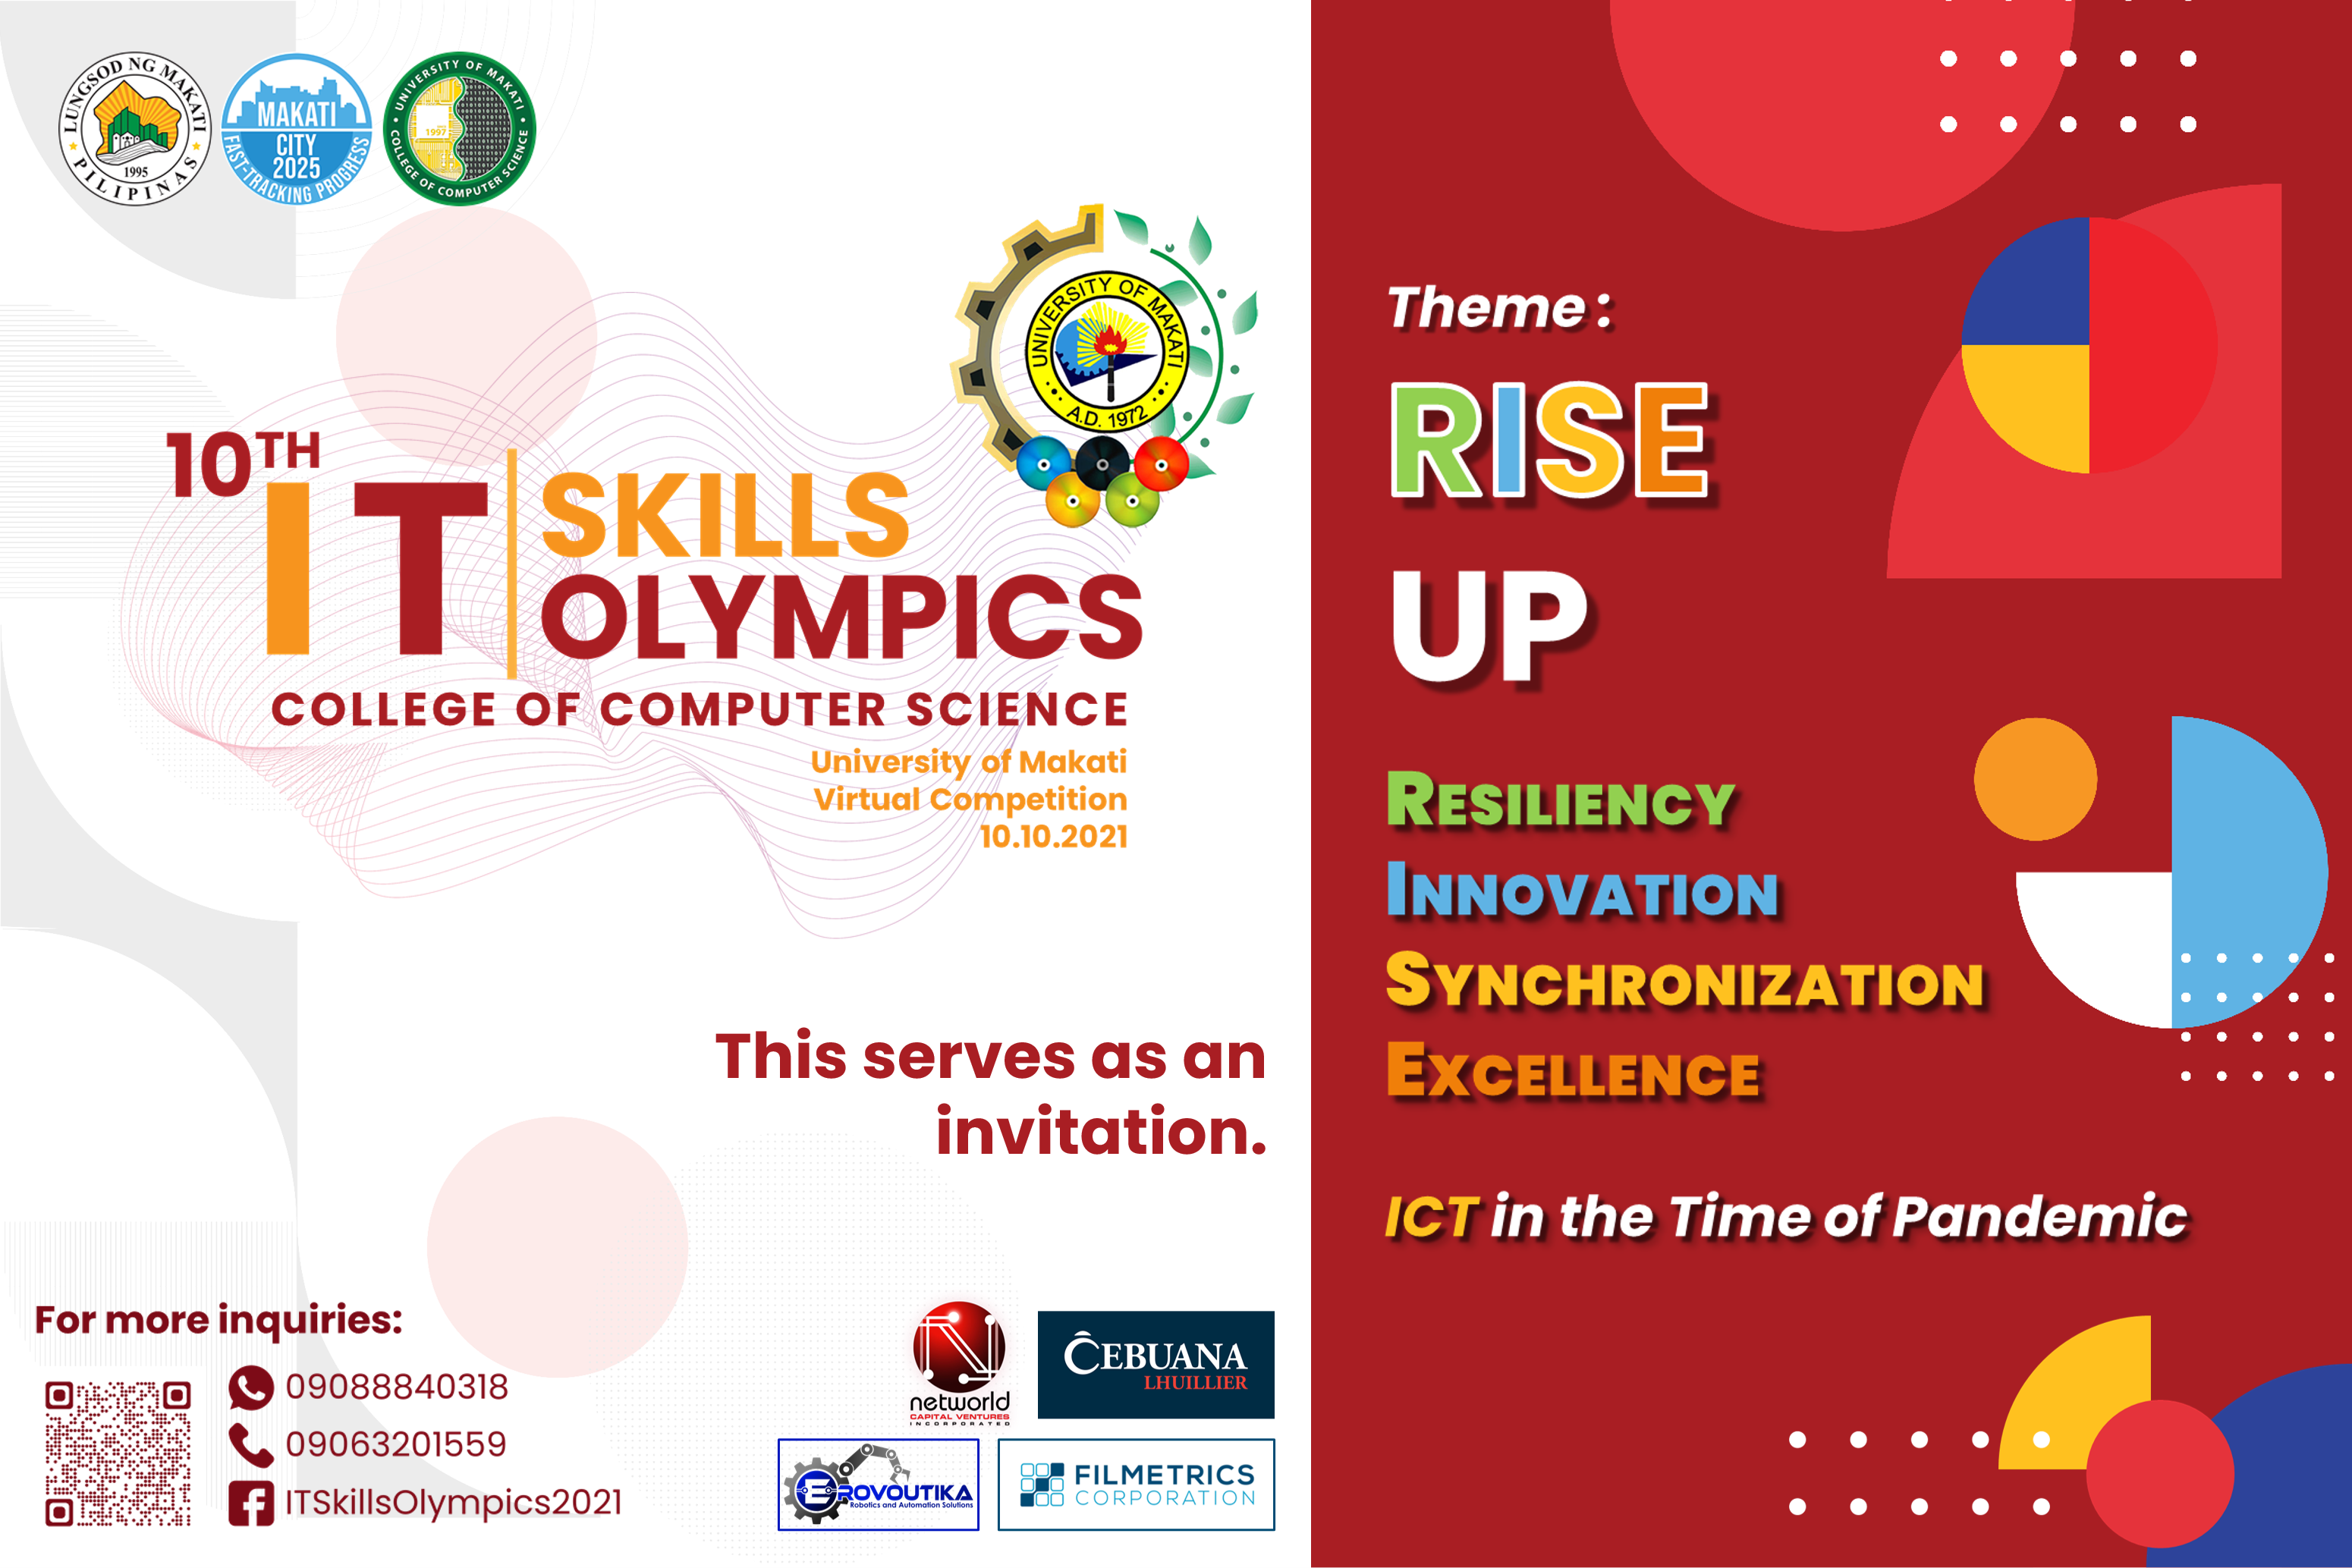 LUNGSOD NG MAKATI
1995
PILIPINAS
MAKATI
CITY
2025
FAST-TRACKING PROGRESS
UNIVERSITY OF MAKATI
1997
COLLEGE OF COMPUTER SCIENCE
UNIVERSITY OF MAKATI
A.D. 1972
10TH
IT
SKILLS
OLYMPICS
COLLEGE OF COMPUTER SCIENCE
University of Makati
Virtual Competition
10.10.2021
This serves as an
invitation.
For more inquiries:
09088840318
09063201559
ITSkillsOlympics2021
N
networld
CAPITAL VENTURES
INCORPORATED
CEBUANA
LHUILLIER
EROVOUTIKA
Robotics and Automation Solutions
FILMETRICS
CORPORATION
Theme :
RISE
UP
RESILIENCY
INNOVATION
SYNCHRONIZATION
EXCELLENCE
ICT in the Time of Pandemic